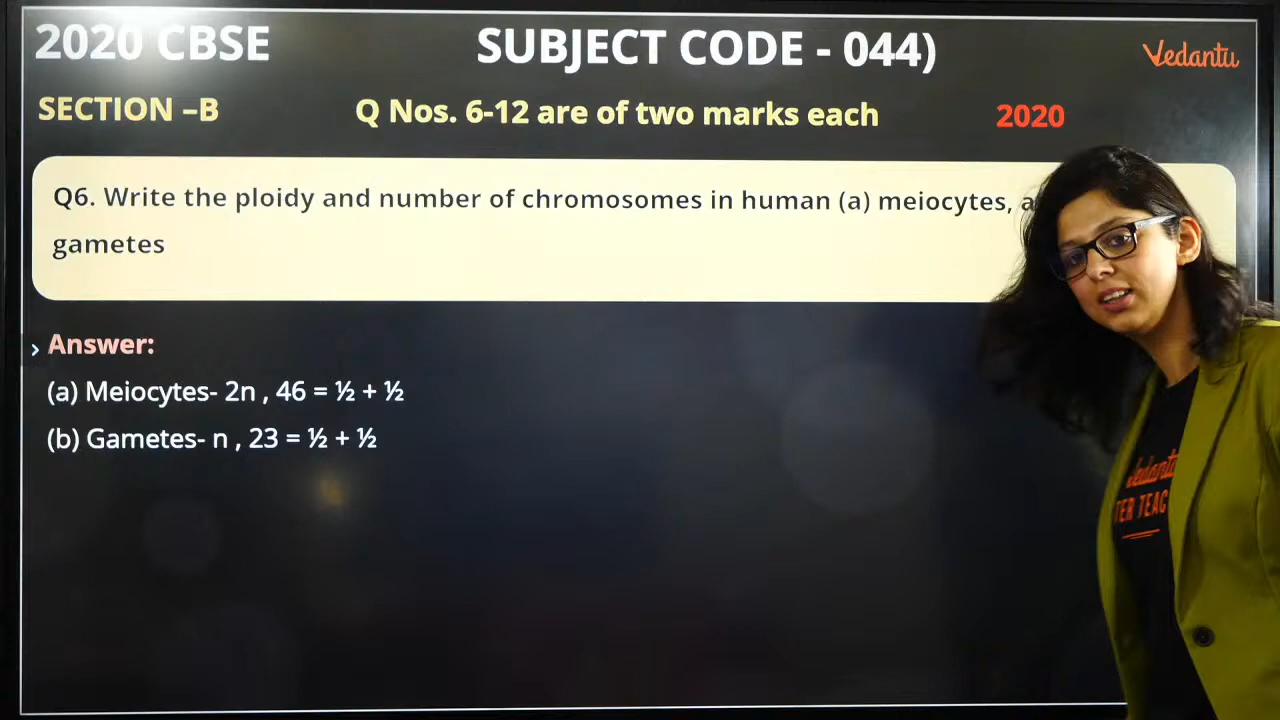 2020 CBSE SUBJECT CODE - 044) Vedantu
SECTION –B Q Nos. 6-12 are of two marks each 2020
Q6. Write the ploidy and number of chromosomes in human (a) meiocytes,
gametes
Answer:
(a) Meiocytes- 2n , 46 = ½ + ½
(b) Gametes- n , 23 = ½ + ½
Vedantu